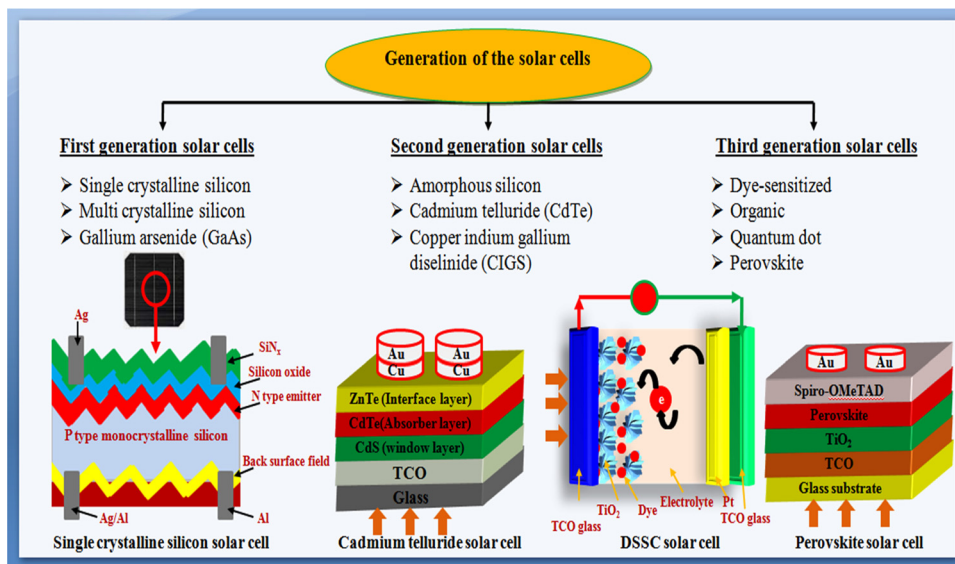 Generation of the solar cells
First generation solar cells
➢ Single crystalline silicon
➢ Multi crystalline silicon
➢ Gallium arsenide (GaAs)
Second generation solar cells
➢ Amorphous silicon
➢ Cadmium telluride (CdTe)
➢ Copper indium gallium
diselinide (CIGS)
Third generation solar cells
➢ Dye-sensitized
➢ Organic
➢ Quantum dot
➢ Perovskite
Ag
SiNx
Silicon oxide
N type emitter
P type monocrystalline silicon
Back surface field
Ag/Al
Al
Single crystalline silicon solar cell
Au Au
Cu Cu
ZnTe (Interface layer)
CdTe(Absorber layer)
CdS (window layer)
TCO
Glass
Cadmium telluride solar cell
e
TCO glass
TiO2
Dye
Electrolyte
Pt
TCO glass
DSSC solar cell
Au Au
Spiro-OMeTAD
Perovskite
TiO2
TCO
Glass substrate
Perovskite solar cell